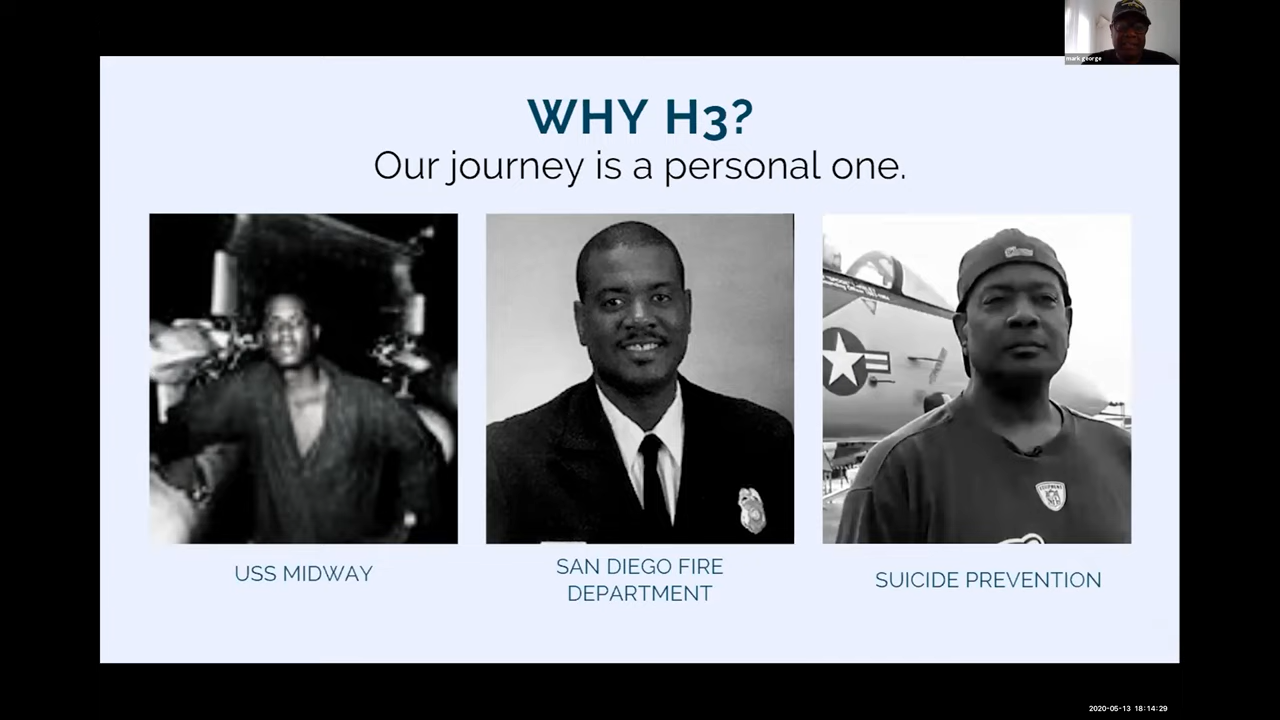 mark george
WHY H3?
Our journey is a personal one.
USS MIDWAY
SAN DIEGO FIRE
DEPARTMENT
SUICIDE PREVENTION
2020-05-13 18:14:29